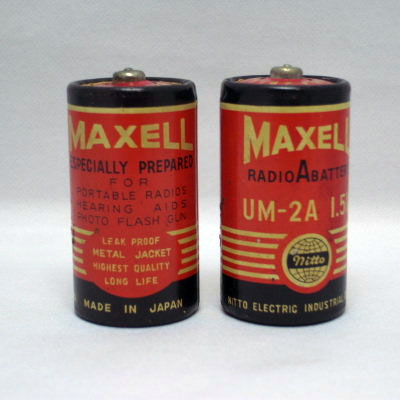 MAXELL
ESPECIALLY PREPARED
FOR
PORTABLE RADIOS
HEARING AIDS
PHOTO FLASH GUN
LEAK PROOF
METAL JACKET
HIGHEST QUALITY
LONG LIFE
MADE IN JAPAN
MAXELL
RADIO A BATTER
UM-2A 1.5
Nitto
NITTO ELECTRIC INDUSTRIAL